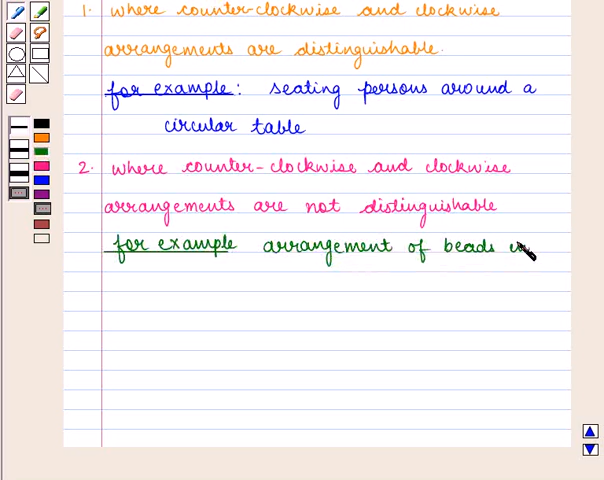 1. where counter-clockwise and clockwise
arrangements are distinguishable.
for example: seating persons around a
circular table
2. where counter-clockwise and clockwise
arrangements are not distinguishable
for example arrangement of beads